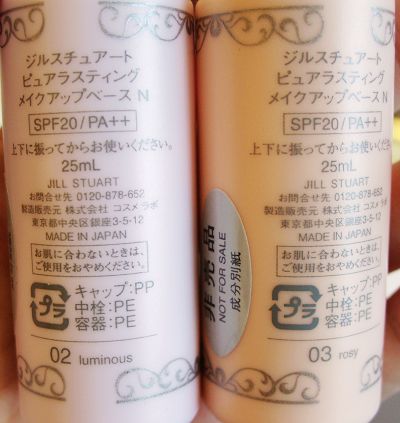 ジルスチュアート
ピュアラスティング
メイクアップベース N
SPF20/PA++
上下に振ってからお使いください。
25mL
JILL STUART
お問合せ先 0120-878-652
製造販売元 株式会社 コスメラボ
東京都中央区銀座3-5-12
MADE IN JAPAN
お肌に合わないときは、
ご使用をおやめください。
プラ
キャップ:PP
中栓:PE
容器:PE
02 luminous
ジルスチュアート
ピュアラスティング
メイクアップベース N
SPF20/PA++
上下に振ってからお使いください。
25mL
JILL STUART
お問合せ先 0120-878-652
製造販売元 株式会社 コスメラボ
東京都中央区銀座3-5-12
MADE IN JAPAN
お肌に合わないときは、
ご使用をおやめください。
プラ
キャップ:PP
中栓:PE
容器:PE
03 rosy
非売品
NOT FOR SALE
成分別紙